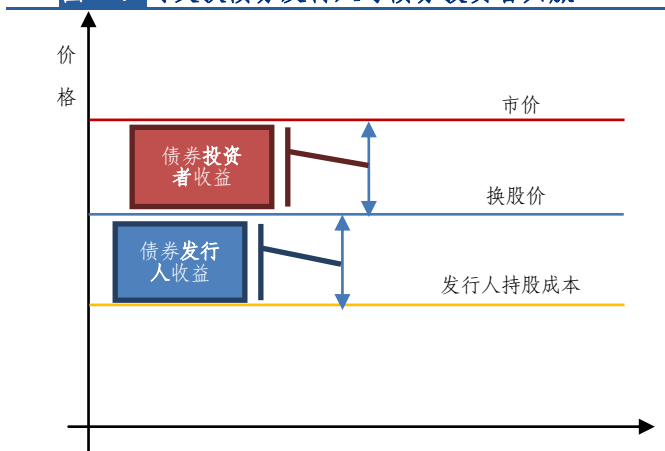 价
格
市价
债券投资
者收益
换股价
债券发行
人收益
发行人持股成本